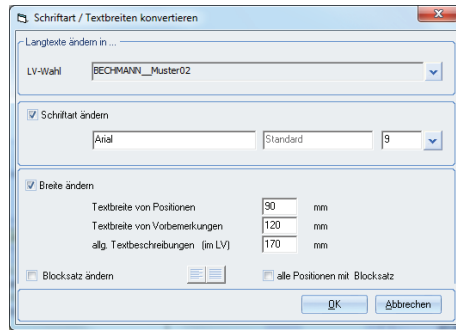 Schriftart / Textbreiten konvertieren
Langtexte ändern in ...
LV-Wahl BECHMANN__Muster02
Schriftart ändern
Arial Standard 9
Breite ändern
Textbreite von Positionen 90 mm
Textbreite von Vorbemerkungen 120 mm
allg. Textbeschreibungen (im LV) 170 mm
Blocksatz ändern alle Positionen mit Blocksatz
OK Abbrechen